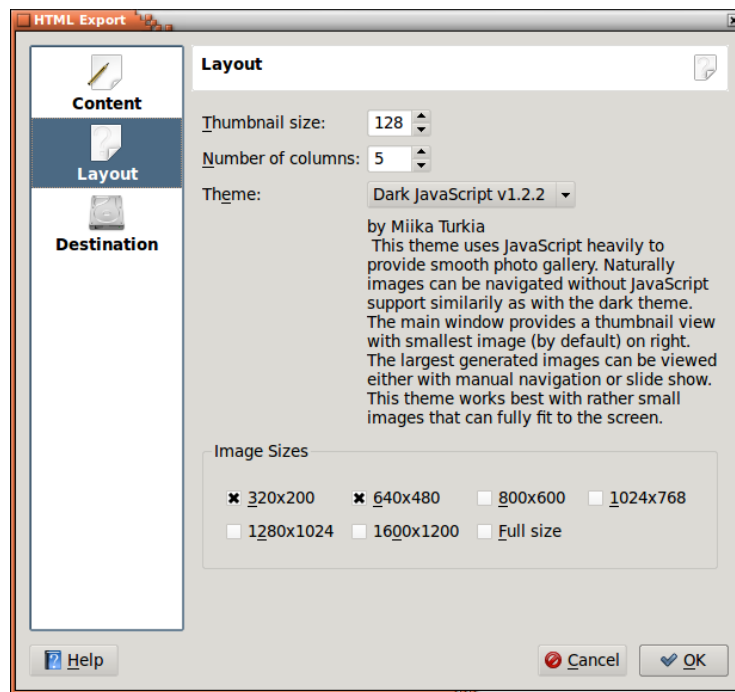 HTML Export
Content
Layout
Destination
Layout
Thumbnail size: 128
Number of columns: 5
Theme: Dark JavaScript v1.2.2
by Miika Turkia
This theme uses JavaScript heavily to
provide smooth photo gallery. Naturally
images can be navigated without JavaScript
support similarily as with the dark theme.
The main window provides a thumbnail view
with smallest image (by default) on right.
The largest generated images can be viewed
either with manual navigation or slide show.
This theme works best with rather small
images that can fully fit to the screen.
Image Sizes
320x200 640x480 800x600 1024x768
1280x1024 1600x1200 Full size
Help Cancel OK